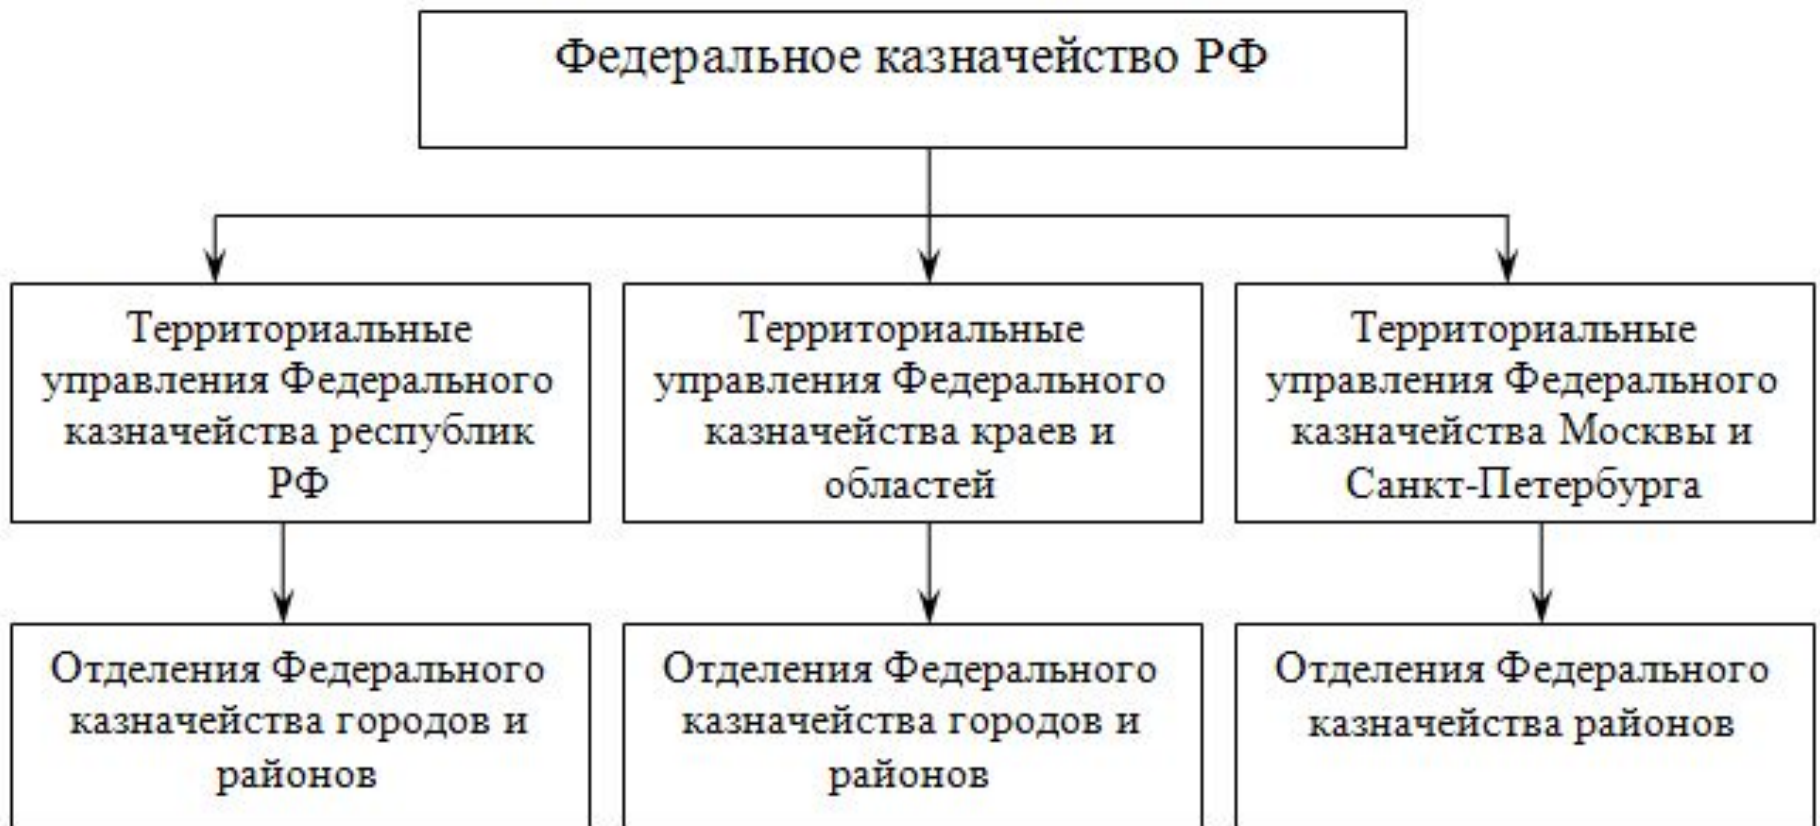 Федеральное казначейство РФ
Территориальные
управления Федерального
казначейства республик
РФ
Территориальные
управления Федерального
казначейства краев и
областей
Территориальные
управления Федерального
казначейства Москвы и
Санкт-Петербурга
Отделения Федерального
казначейства городов и
районов
Отделения Федерального
казначейства городов и
районов
Отделения Федерального
казначейства районов